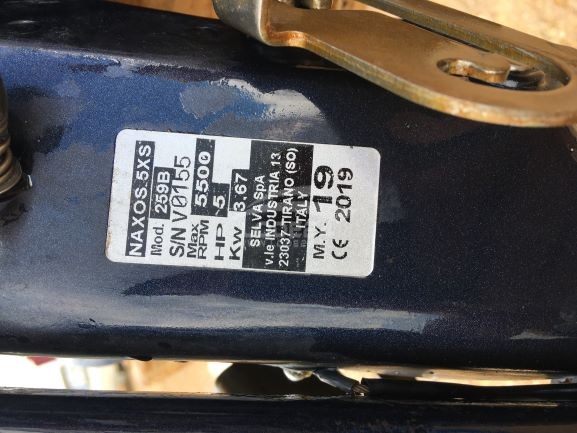 NAXOS.5XS
Mod. 259B
S/N V0155
Max RPM 5500
HP 5
Kw 3.67
SELVA SpA
v.le INDUSTRIA 13
23037 TIRANO (SO)
ITALY
M.Y. 19
CE 2019